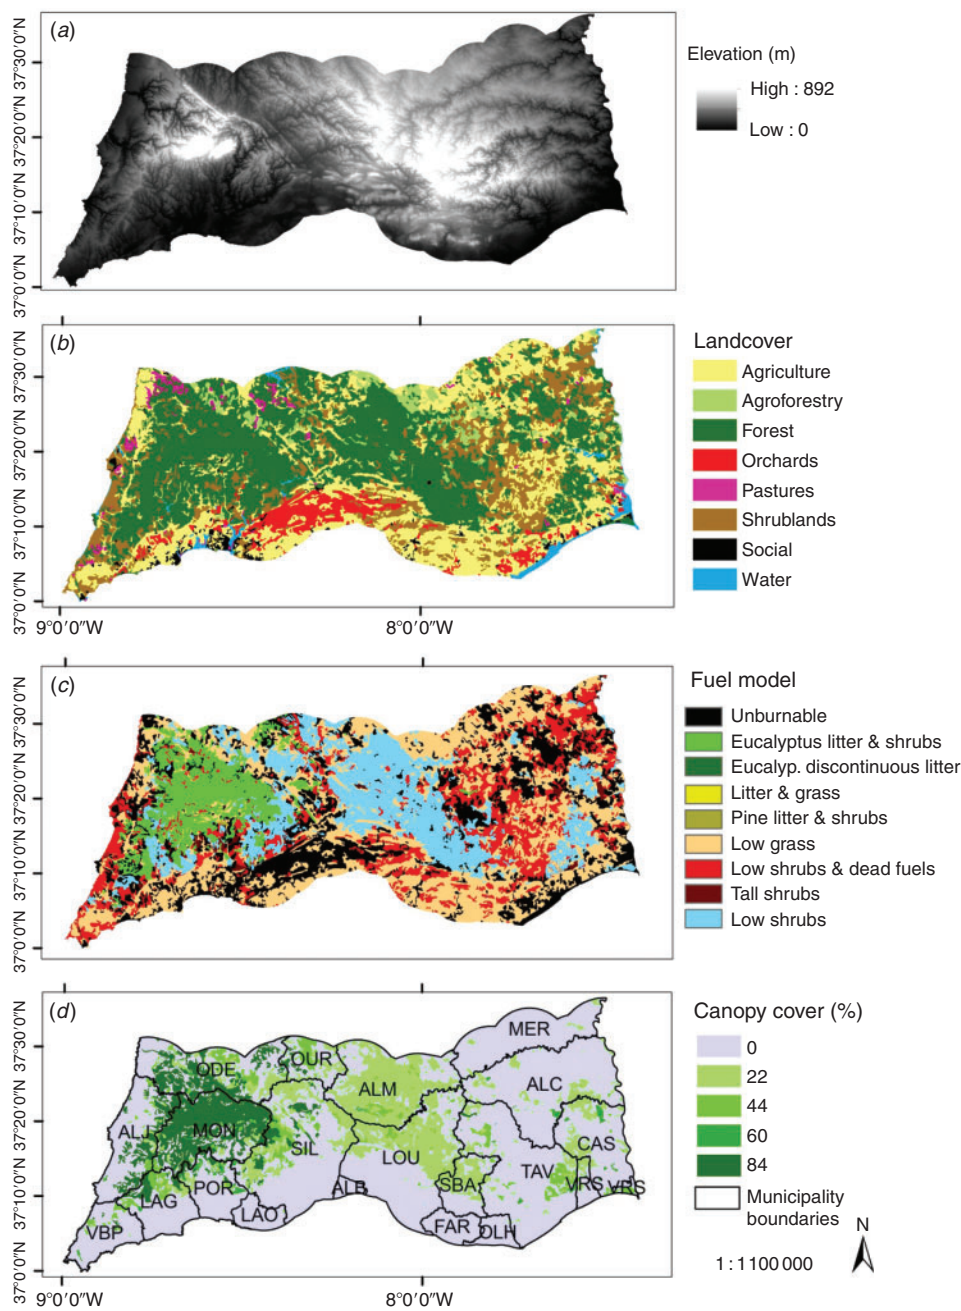 (a)
37°30′0″N
37°20′0″N
37°10′0″N
37°0′0″N
Elevation (m)
High : 892
Low : 0
(b)
37°30′0″N
37°20′0″N
37°10′0″N
37°0′0″N
9°0′0″W
8°0′0″W
Landcover
Agriculture
Agroforestry
Forest
Orchards
Pastures
Shrublands
Social
Water
(c)
37°30′0″N
37°20′0″N
37°10′0″N
37°0′0″N
Fuel model
Unburnable
Eucalyptus litter & shrubs
Eucalyp. discontinuous litter
Litter & grass
Pine litter & shrubs
Low grass
Low shrubs & dead fuels
Tall shrubs
Low shrubs
(d)
37°30′0″N
37°20′0″N
37°10′0″N
37°0′0″N
9°0′0″W
8°0′0″W
MER
ODE
OUR
ALM
ALC
ALJ
MON
SIL
LOU
CAS
TAV
POR
ALB
SBA
VRS
VRS
LAG
LAO
VBP
FAR
OLH
Canopy cover (%)
0
22
44
60
84
Municipality
boundaries
N
1 : 1 100 000